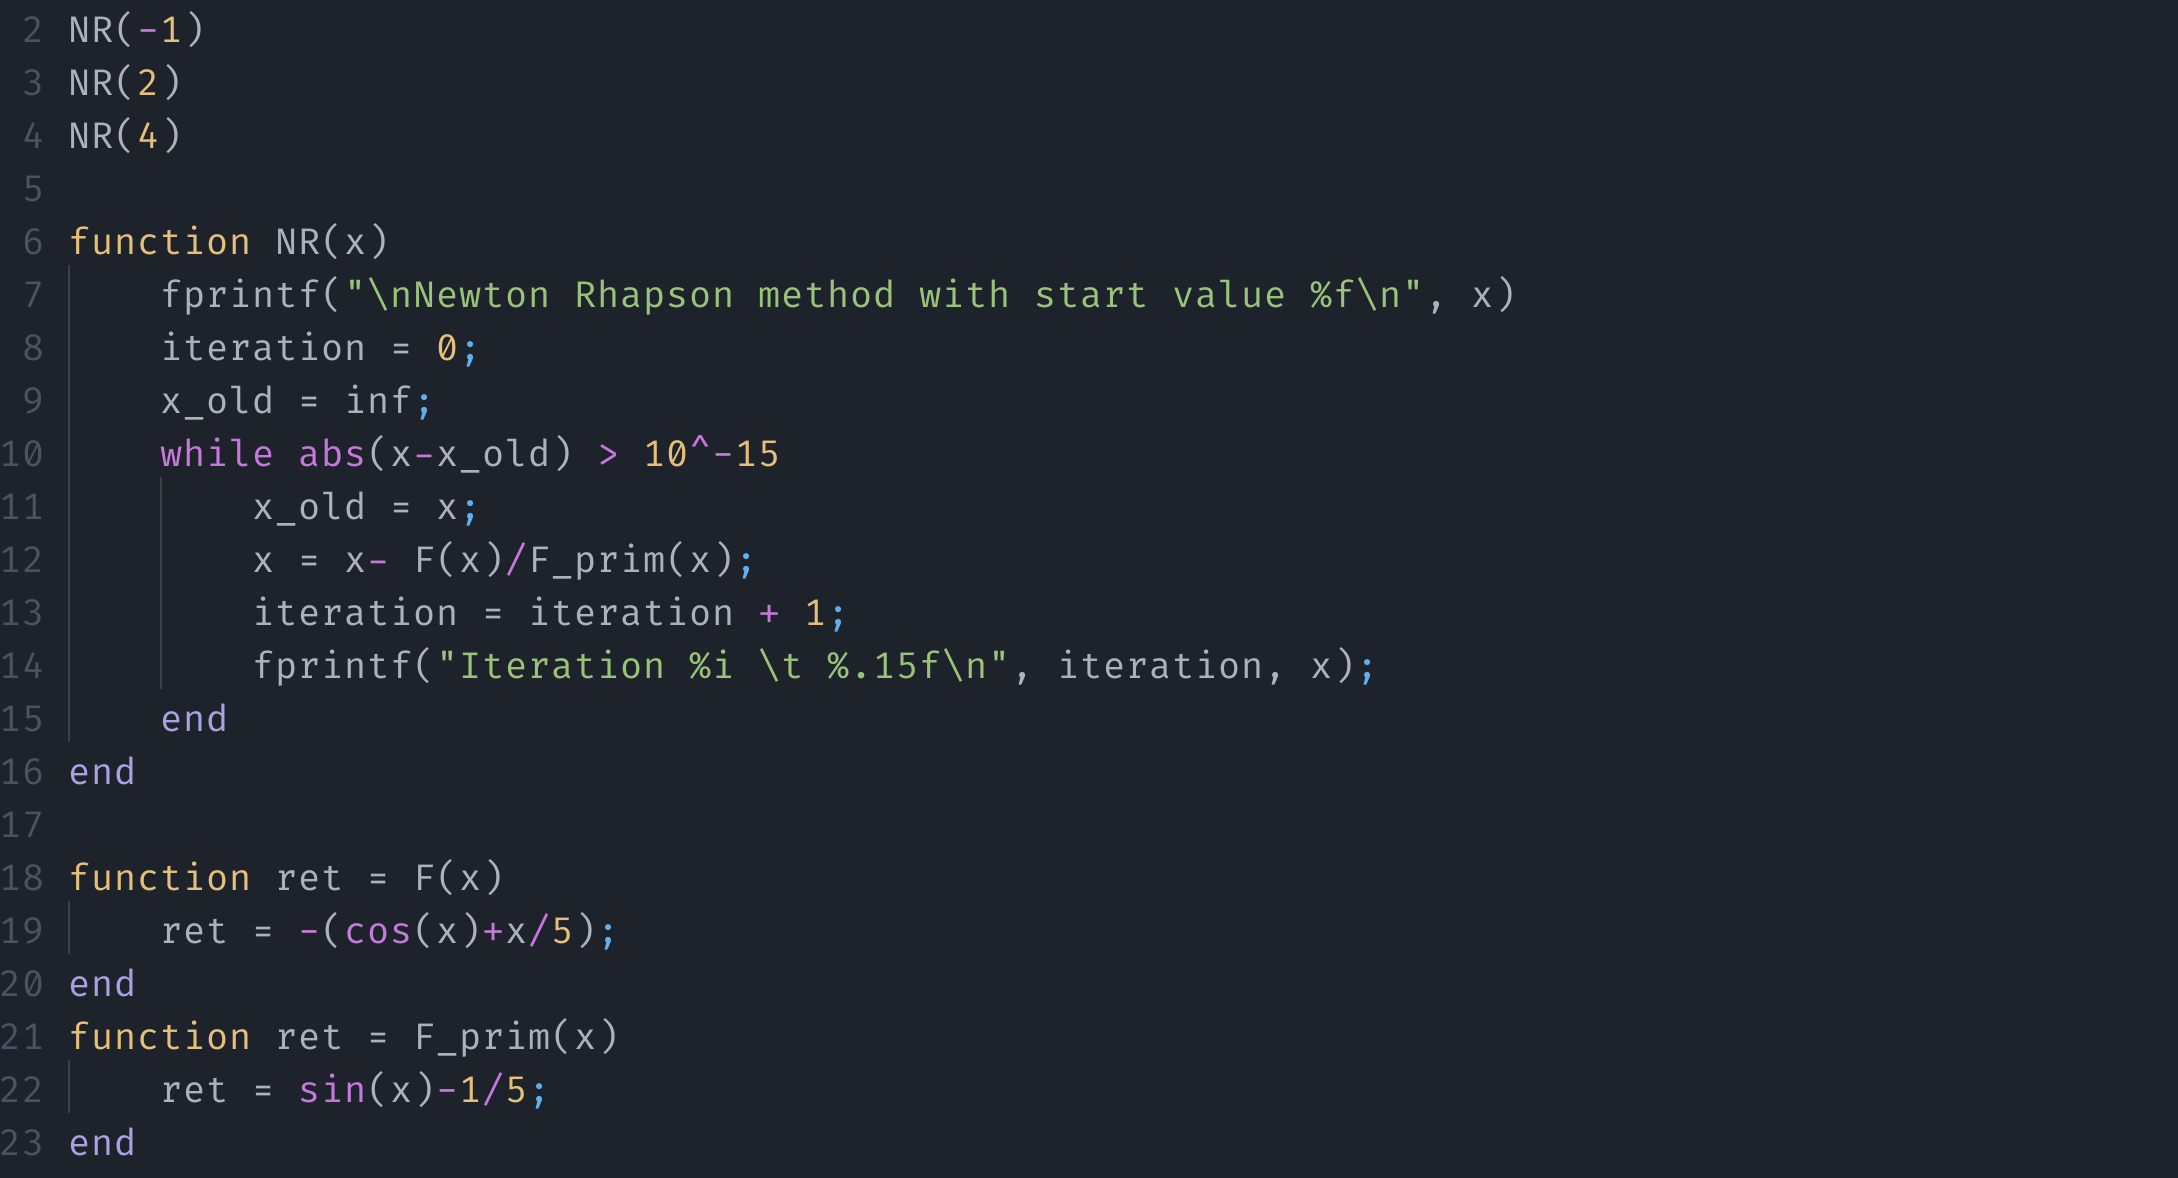 2 NR(-1)
3 NR(2)
4 NR(4)
5
6 function NR(x)
7     fprintf("\nNewton Rhapson method with start value %f\n", x)
8     iteration = 0;
9     x_old = inf;
10     while abs(x-x_old) > 10^-15
11         x_old = x;
12         x = x- F(x)/F_prim(x);
13         iteration = iteration + 1;
14         fprintf("Iteration %i \t %.15f\n", iteration, x);
15     end
16 end
17
18 function ret = F(x)
19     ret = -(cos(x)+x/5);
20 end
21 function ret = F_prim(x)
22     ret = sin(x)-1/5;
23 end